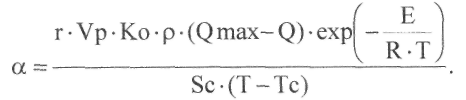 α = r·Vp·Ko·ρ·(Qmax−Q)·exp(−E/(R·T)) / Sc·(T−Tc).